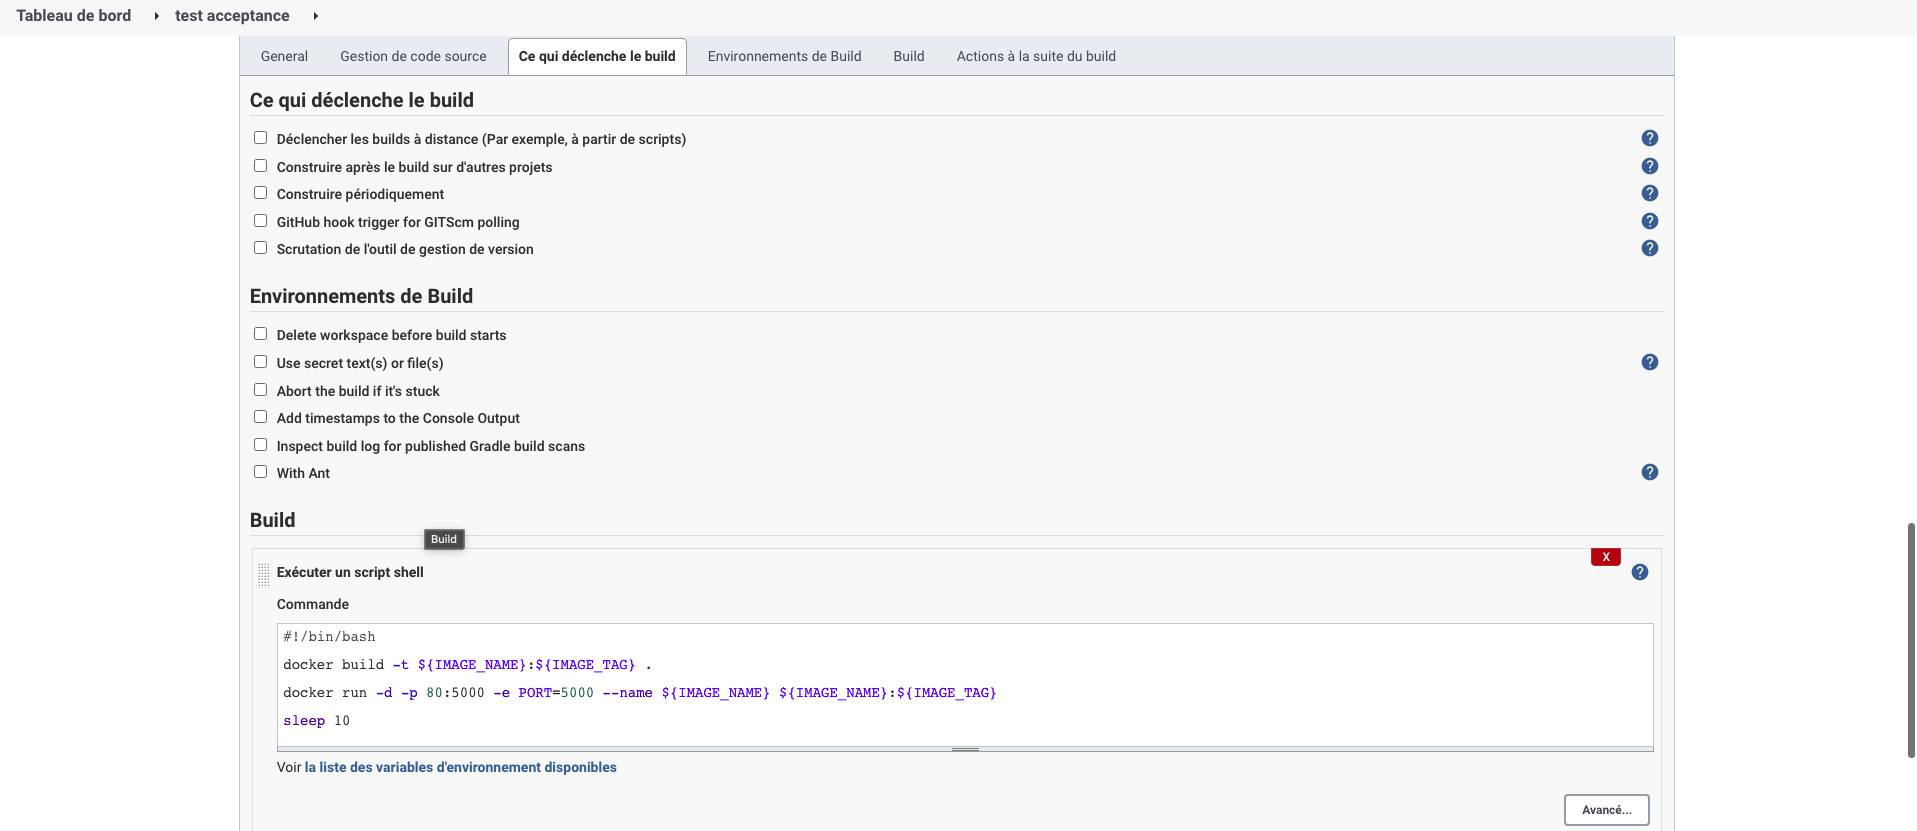 Tableau de bord test acceptance
General Gestion de code source Ce qui déclenche le build Environnements de Build Build Actions à la suite du build
Ce qui déclenche le build
Déclencher les builds à distance (Par exemple, à partir de scripts) ?
Construire après le build sur d'autres projets ?
Construire périodiquement ?
GitHub hook trigger for GITScm polling ?
Scrutation de l'outil de gestion de version ?
Environnements de Build
Delete workspace before build starts
Use secret text(s) or file(s) ?
Abort the build if it's stuck
Add timestamps to the Console Output
Inspect build log for published Gradle build scans
With Ant ?
Build
Build
X
Exécuter un script shell ?
Commande
#!/bin/bash
docker build -t ${IMAGE_NAME}:${IMAGE_TAG} .
docker run -d -p 80:5000 -e PORT=5000 --name ${IMAGE_NAME} ${IMAGE_NAME}:${IMAGE_TAG}
sleep 10
Voir la liste des variables d'environnement disponibles
Avancé...